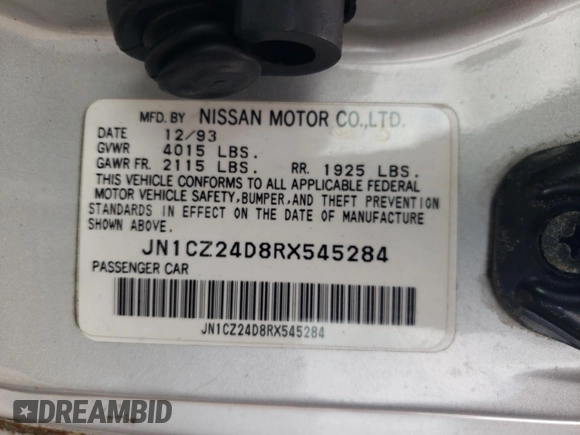 MFD. BY NISSAN MOTOR CO.,LTD.
DATE 12/93
GVWR 4015 LBS.
GAWR FR. 2115 LBS. RR. 1925 LBS.
THIS VEHICLE CONFORMS TO ALL APPLICABLE FEDERAL
MOTOR VEHICLE SAFETY, BUMPER, AND THEFT PREVENTION
STANDARDS IN EFFECT ON THE DATE OF MANUFACTURE
SHOWN ABOVE.
JN1CZ24D8RX545284
PASSENGER CAR
JN1CZ24D8RX545284
DREAMBID